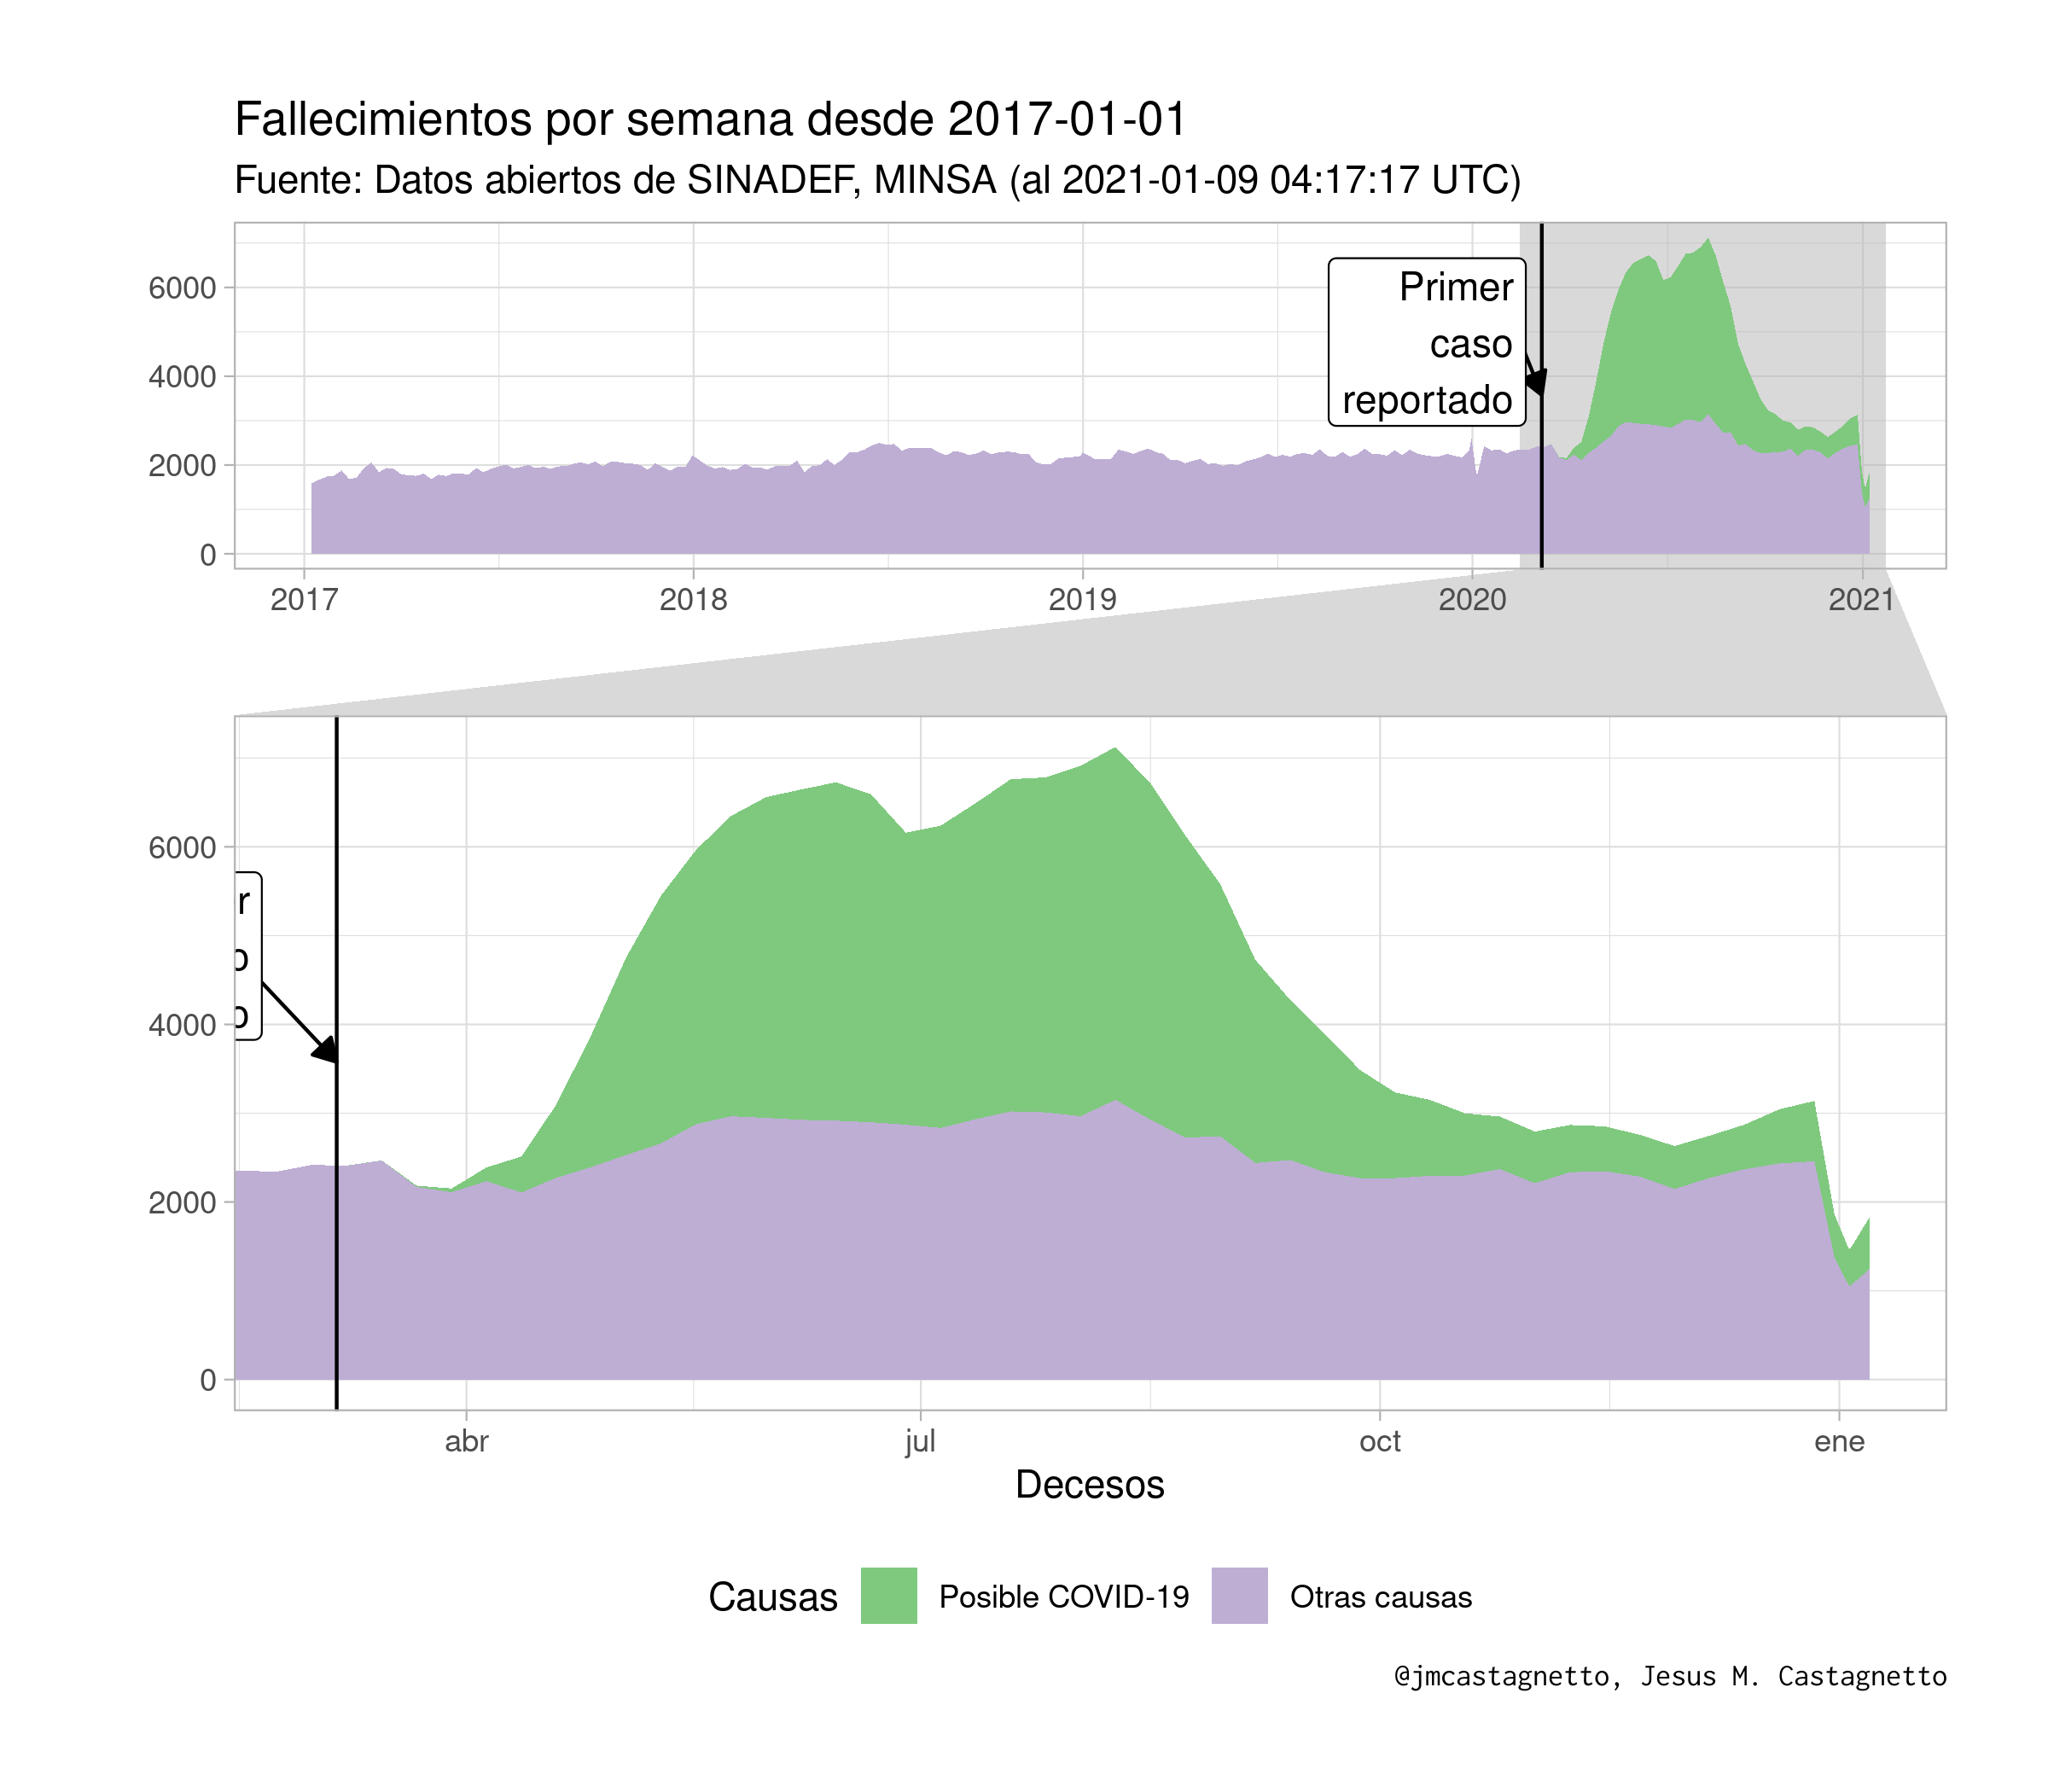 Fallecimientos por semana desde 2017-01-01
Fuente: Datos abiertos de SINADEF, MINSA (al 2021-01-09 04:17:17 UTC)
6000
4000
2000
0
Primer
caso
reportado
2017
2018
2019
2020
2021
6000
4000
2000
0
r
o
o
abr
jul
oct
ene
Decesos
Causas
Posible COVID-19
Otras causas
@jmcastagnetto, Jesus M. Castagnetto